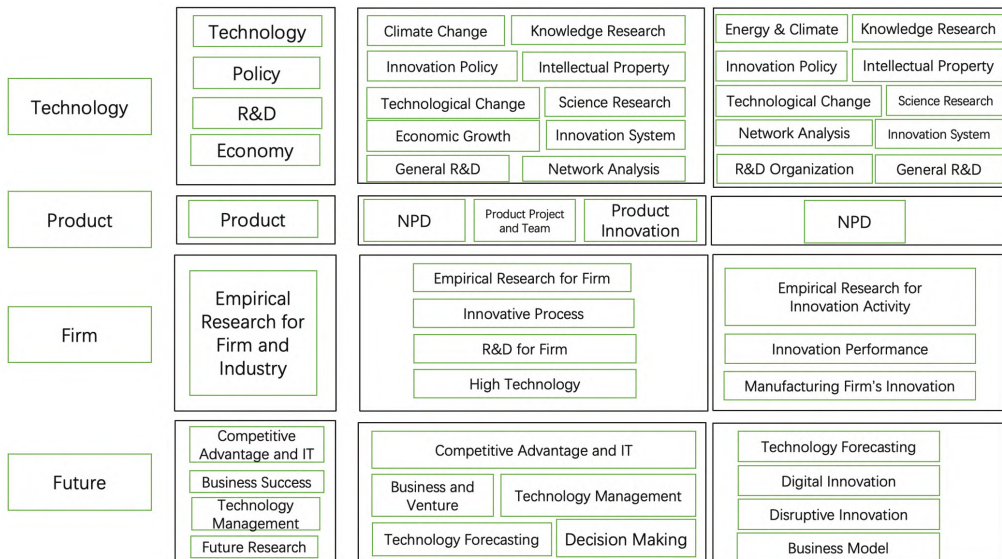 Technology
Technology
Policy
R&D
Economy
Climate Change
Knowledge Research
Innovation Policy
Intellectual Property
Technological Change
Science Research
Economic Growth
Innovation System
General R&D
Network Analysis
Energy & Climate
Knowledge Research
Innovation Policy
Intellectual Property
Technological Change
Science Research
Network Analysis
Innovation System
R&D Organization
General R&D
Product
Product
NPD
Product Project
and Team
Product
Innovation
NPD
Firm
Empirical
Research for
Firm and
Industry
Empirical Research for Firm
Innovative Process
R&D for Firm
High Technology
Empirical Research for
Innovation Activity
Innovation Performance
Manufacturing Firm's Innovation
Future
Competitive
Advantage and IT
Business Success
Technology
Management
Future Research
Competitive Advantage and IT
Business and
Venture
Technology Management
Technology Forecasting
Decision Making
Technology Forecasting
Digital Innovation
Disruptive Innovation
Business Model